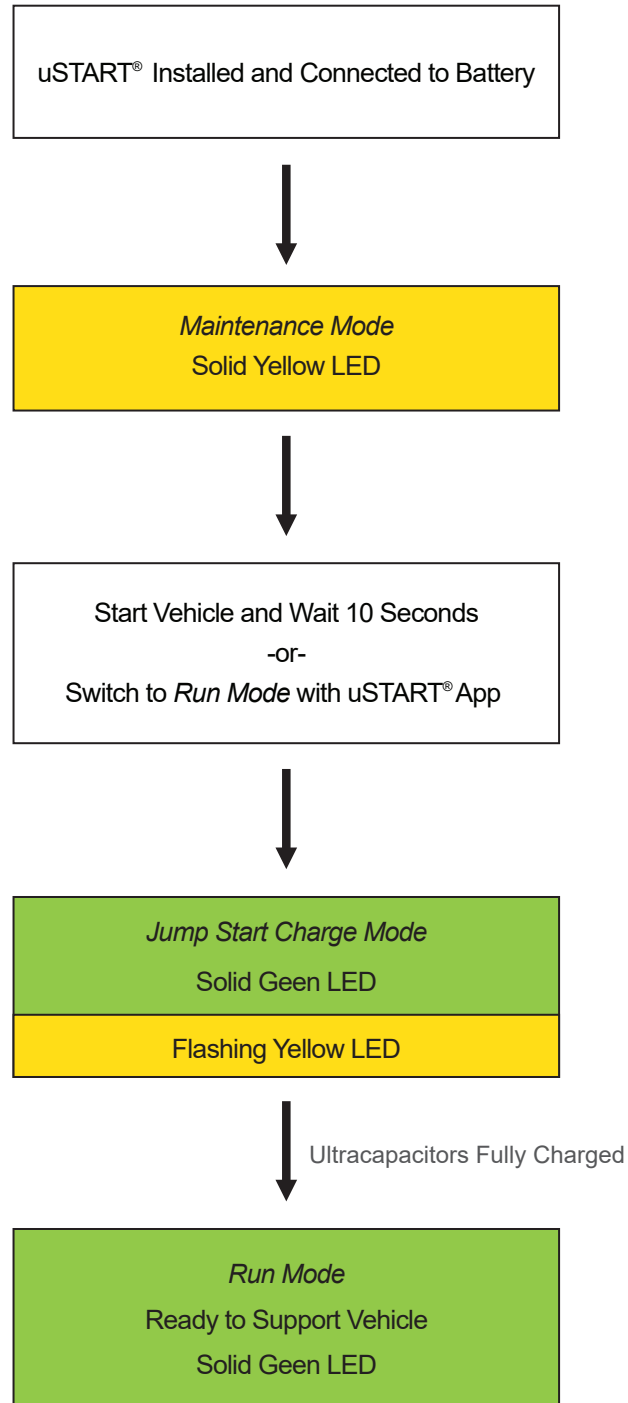 uSTART® Installed and Connected to Battery
Maintenance Mode
Solid Yellow LED
Start Vehicle and Wait 10 Seconds
-or-
Switch to Run Mode with uSTART® App
Jump Start Charge Mode
Solid Geen LED
Flashing Yellow LED
Ultracapacitors Fully Charged
Run Mode
Ready to Support Vehicle
Solid Geen LED